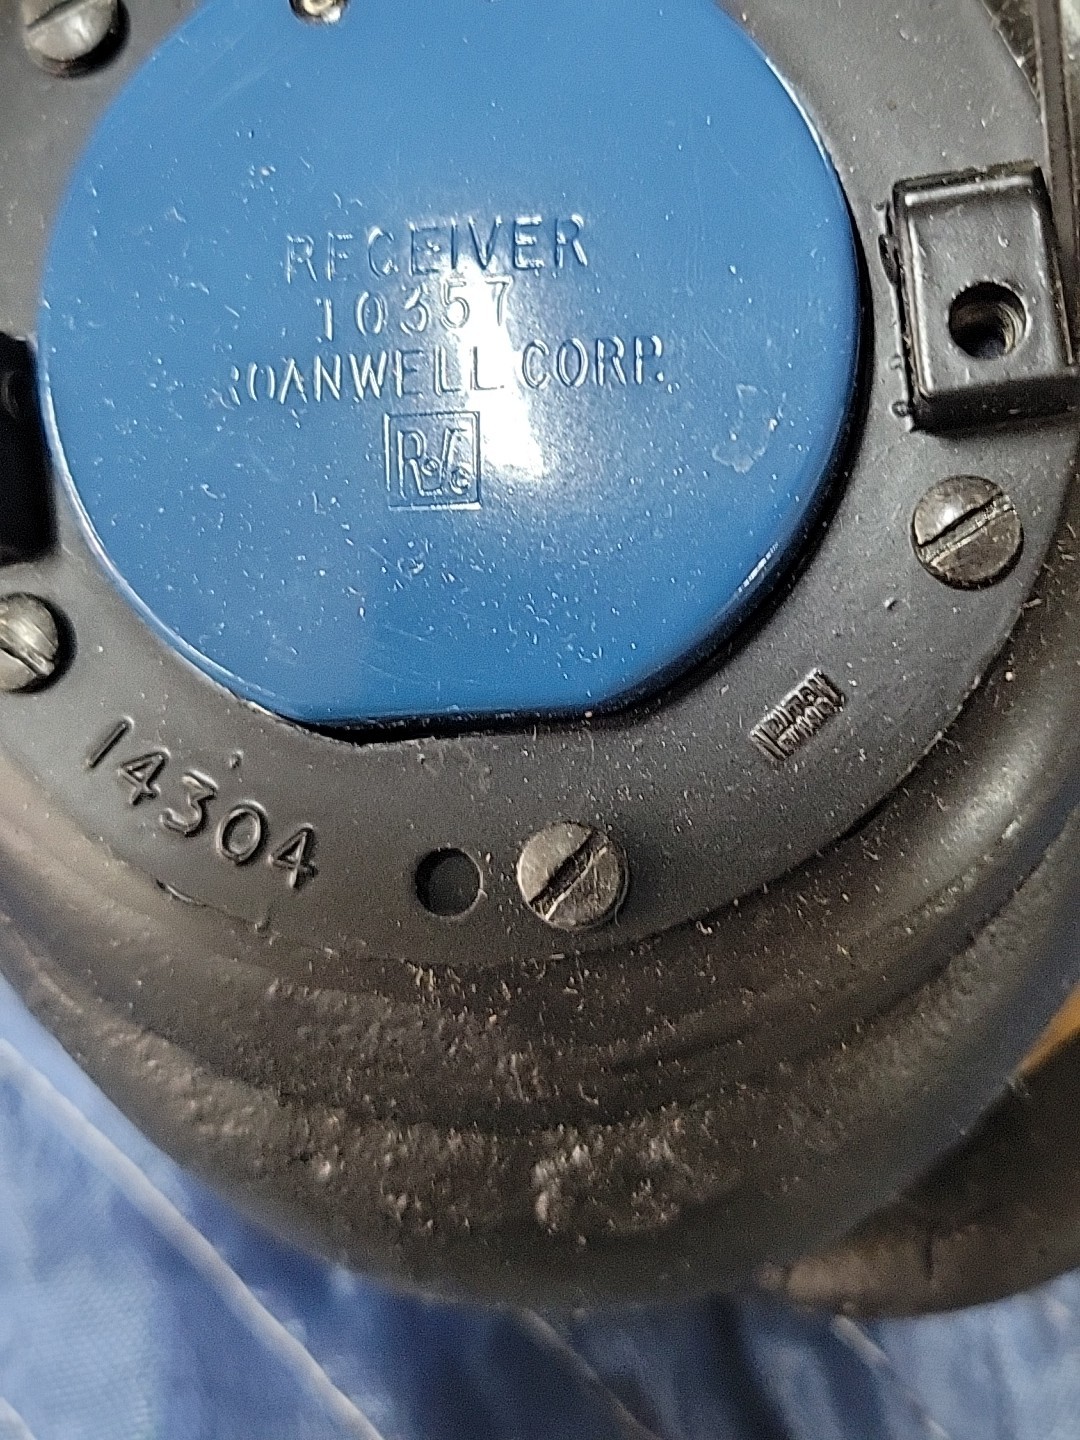 RECEIVER
10357
ROANWELL CORP.
14304